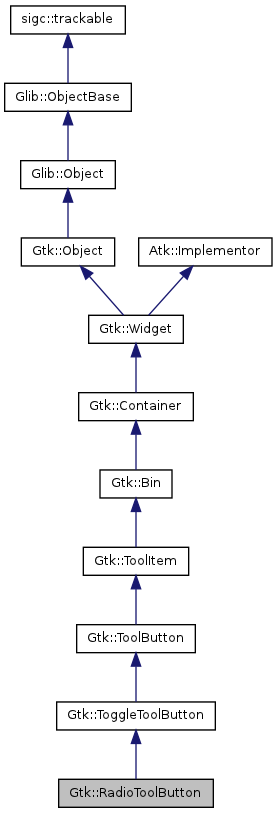 sigc::trackable
Glib::ObjectBase
Glib::Object
Gtk::Object
Atk::Implementor
Gtk::Widget
Gtk::Container
Gtk::Bin
Gtk::ToolItem
Gtk::ToolButton
Gtk::ToggleToolButton
Gtk::RadioToolButton